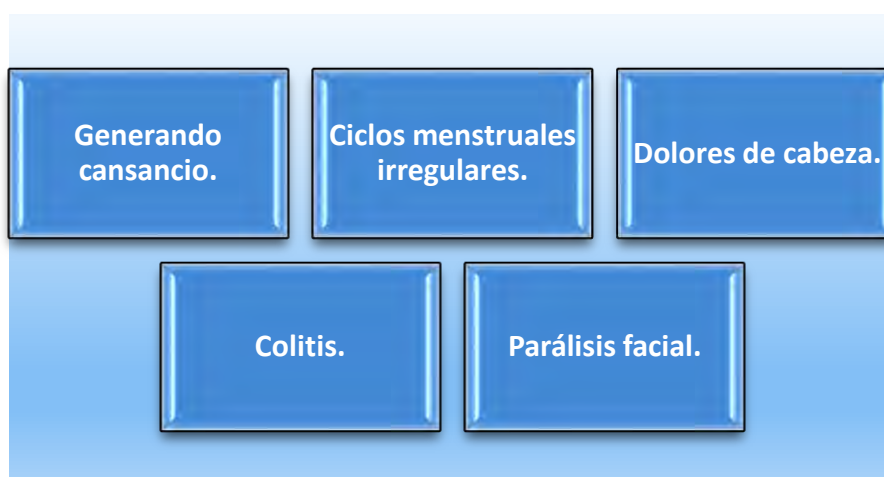 Generando
cansancio.
Ciclos menstruales
irregulares.
Dolores de cabeza.
Colitis.
Parálisis facial.